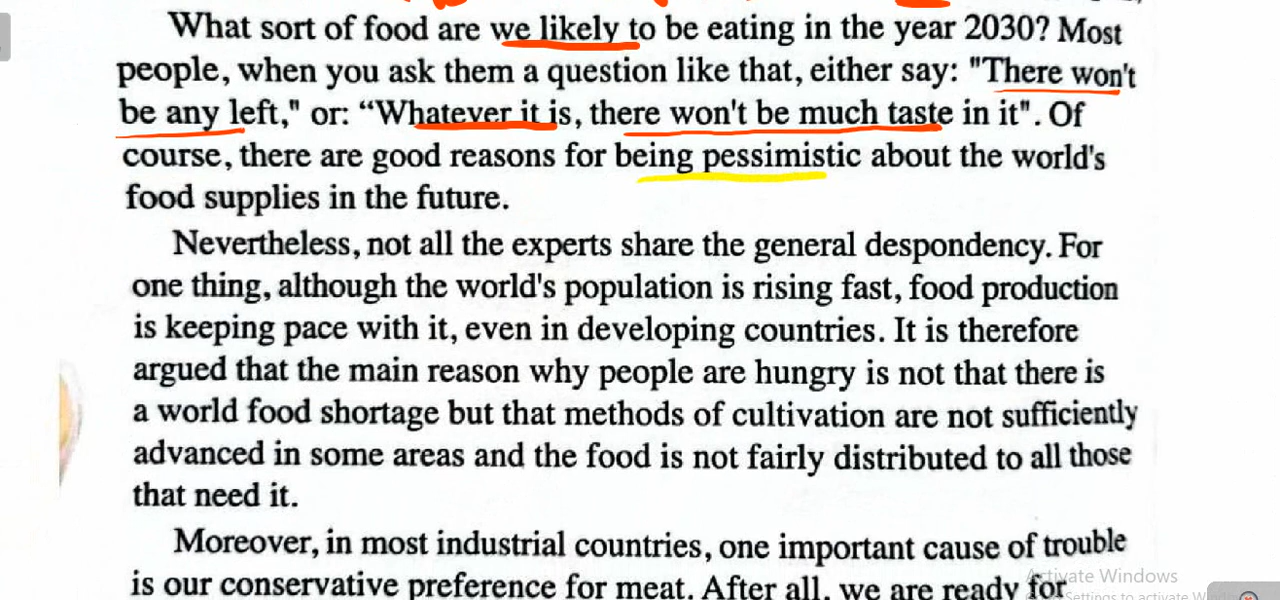 What sort of food are we likely to be eating in the year 2030? Most
people, when you ask them a question like that, either say: "There won't
be any left," or: “Whatever it is, there won't be much taste in it". Of
course, there are good reasons for being pessimistic about the world's
food supplies in the future.
Nevertheless, not all the experts share the general despondency. For
one thing, although the world's population is rising fast, food production
is keeping pace with it, even in developing countries. It is therefore
argued that the main reason why people are hungry is not that there is
a world food shortage but that methods of cultivation are not sufficiently
advanced in some areas and the food is not fairly distributed to all those
that need it.
Moreover, in most industrial countries, one important cause of trouble
is our conservative preference for meat. After all, we are ready for
Activate Windows
Settings to activate